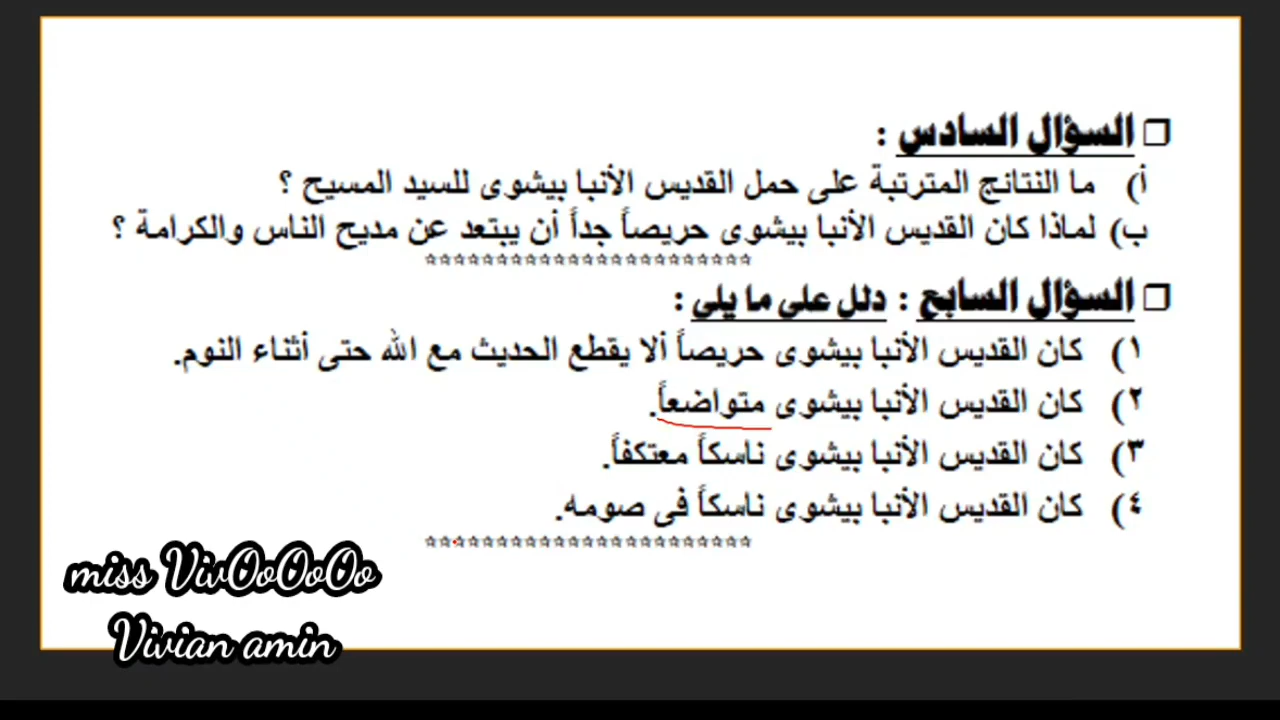 ❒ السؤال السادس :
أ) ما النتائج المترتبة على حمل القديس الأنبا بيشوى للسيد المسيح ؟
ب) لماذا كان القديس الأنبا بيشوى حريصاً جداً أن يبتعد عن مديح الناس والكرامة ؟
***********************
❒ السؤال السابع : دلل على ما يلى :
١) كان القديس الأنبا بيشوى حريصاً ألا يقطع الحديث مع الله حتى أثناء النوم.
٢) كان القديس الأنبا بيشوى متواضعاً.
٣) كان القديس الأنبا بيشوى ناسكاً معتكفاً.
٤) كان القديس الأنبا بيشوى ناسكاً فى صومه.
***********************
miss VivOoOoOo
Vivian amin